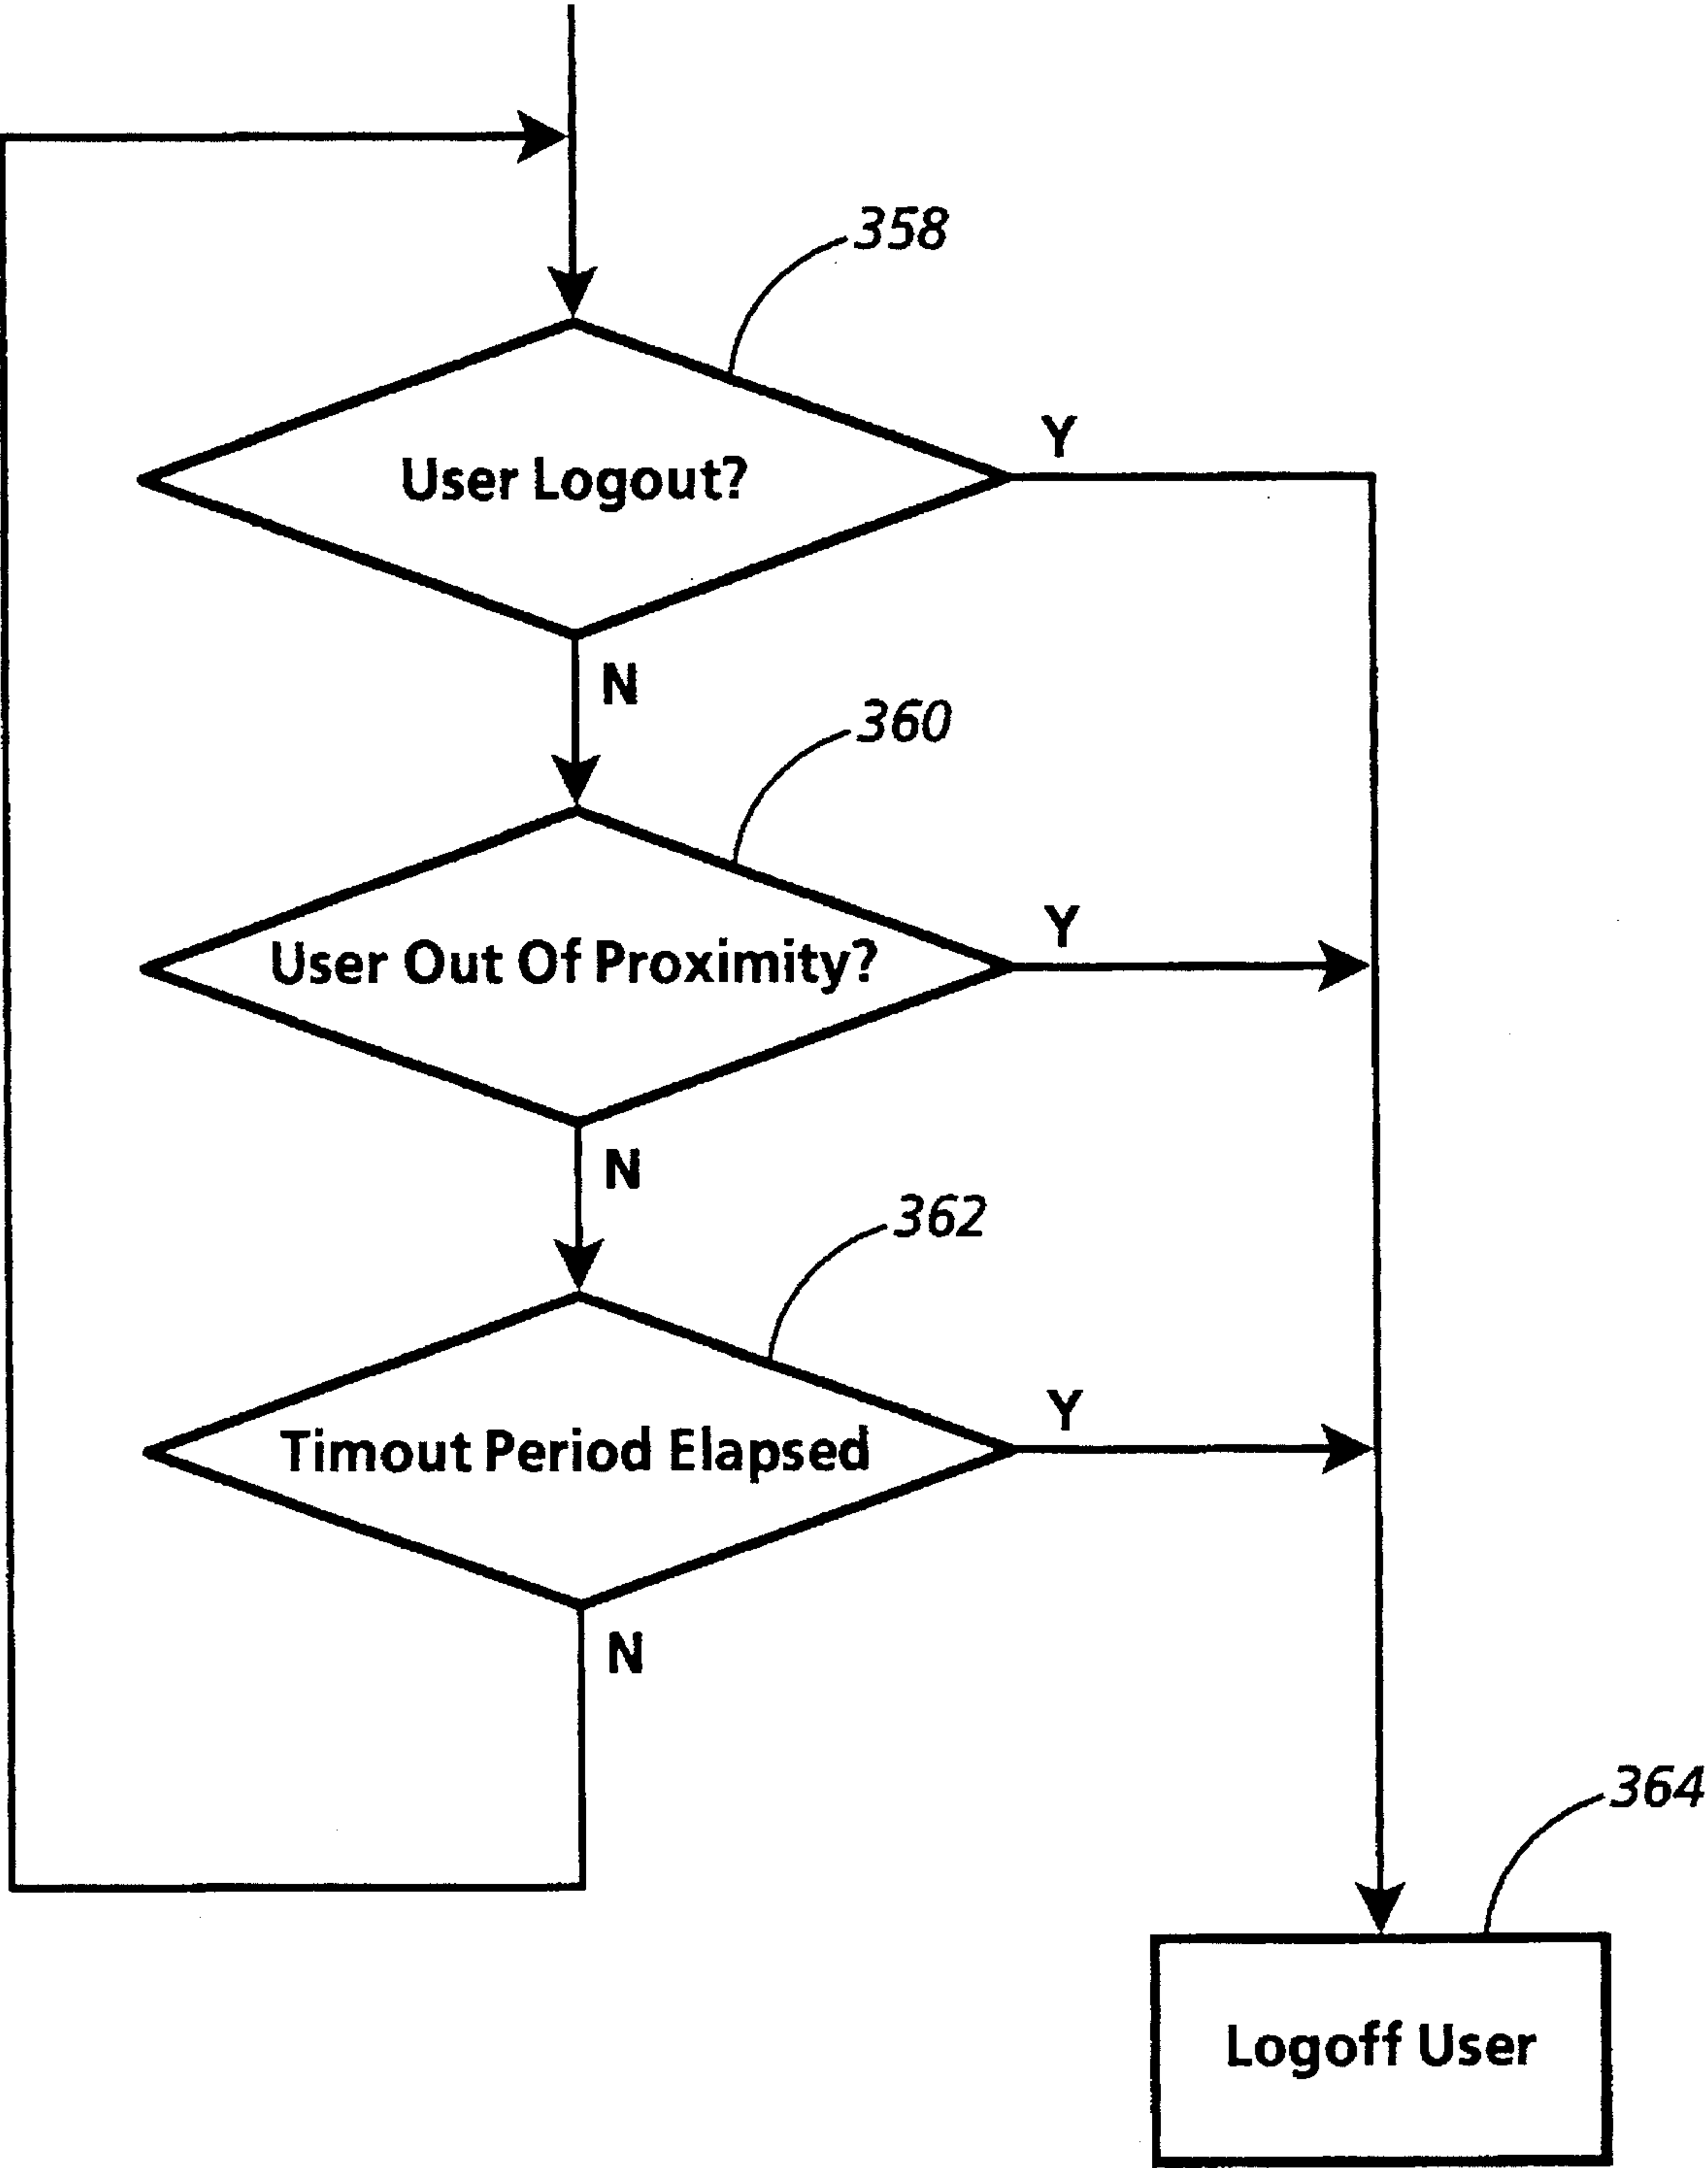 358
User Logout?
Y
N
360
User Out Of Proximity?
Y
N
362
Timout Period Elapsed
Y
N
364
Logoff User